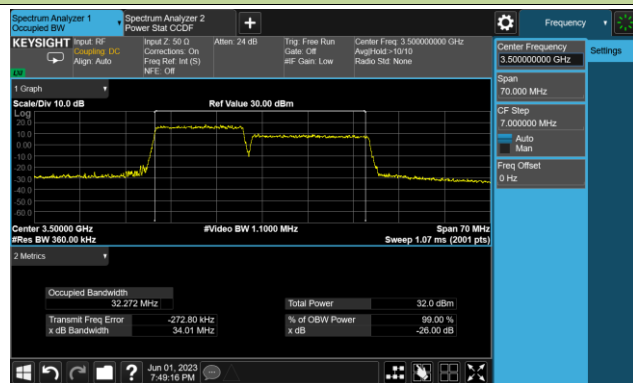 Spectrum Analyzer 1
Occupied BW
Spectrum Analyzer 2
Power Stat CCDF
Frequency
KEYSIGHT
Input: RF
Coupling: DC
Align: Auto
Input Z: 50 Ω
Corrections: On
Freq Ref: Int (S)
NFE: Off
Atten: 24 dB
Trig: Free Run
Gate: Off
#IF Gain: Low
Center Freq: 3.500000000 GHz
Avg|Hold:>10/10
Radio Std: None
LXI
Center Frequency
3.500000000 GHz
Settings
Span
70.000 MHz
CF Step
7.000000 MHz
Auto
Man
Freq Offset
0 Hz
1 Graph
Scale/Div 10.0 dB
Ref Value 30.00 dBm
Log
20.0
10.0
0.00
-10.0
-20.0
-30.0
-40.0
-50.0
-60.0
Center 3.50000 GHz
#Video BW 1.1000 MHz
Span 70 MHz
#Res BW 360.00 kHz
Sweep 1.07 ms (2001 pts)
2 Metrics
Occupied Bandwidth
32.272 MHz
Total Power
32.0 dBm
Transmit Freq Error
-272.80 kHz
% of OBW Power
99.00 %
x dB Bandwidth
34.01 MHz
x dB
-26.00 dB
?
Jun 01, 2023
7:49:16 PM